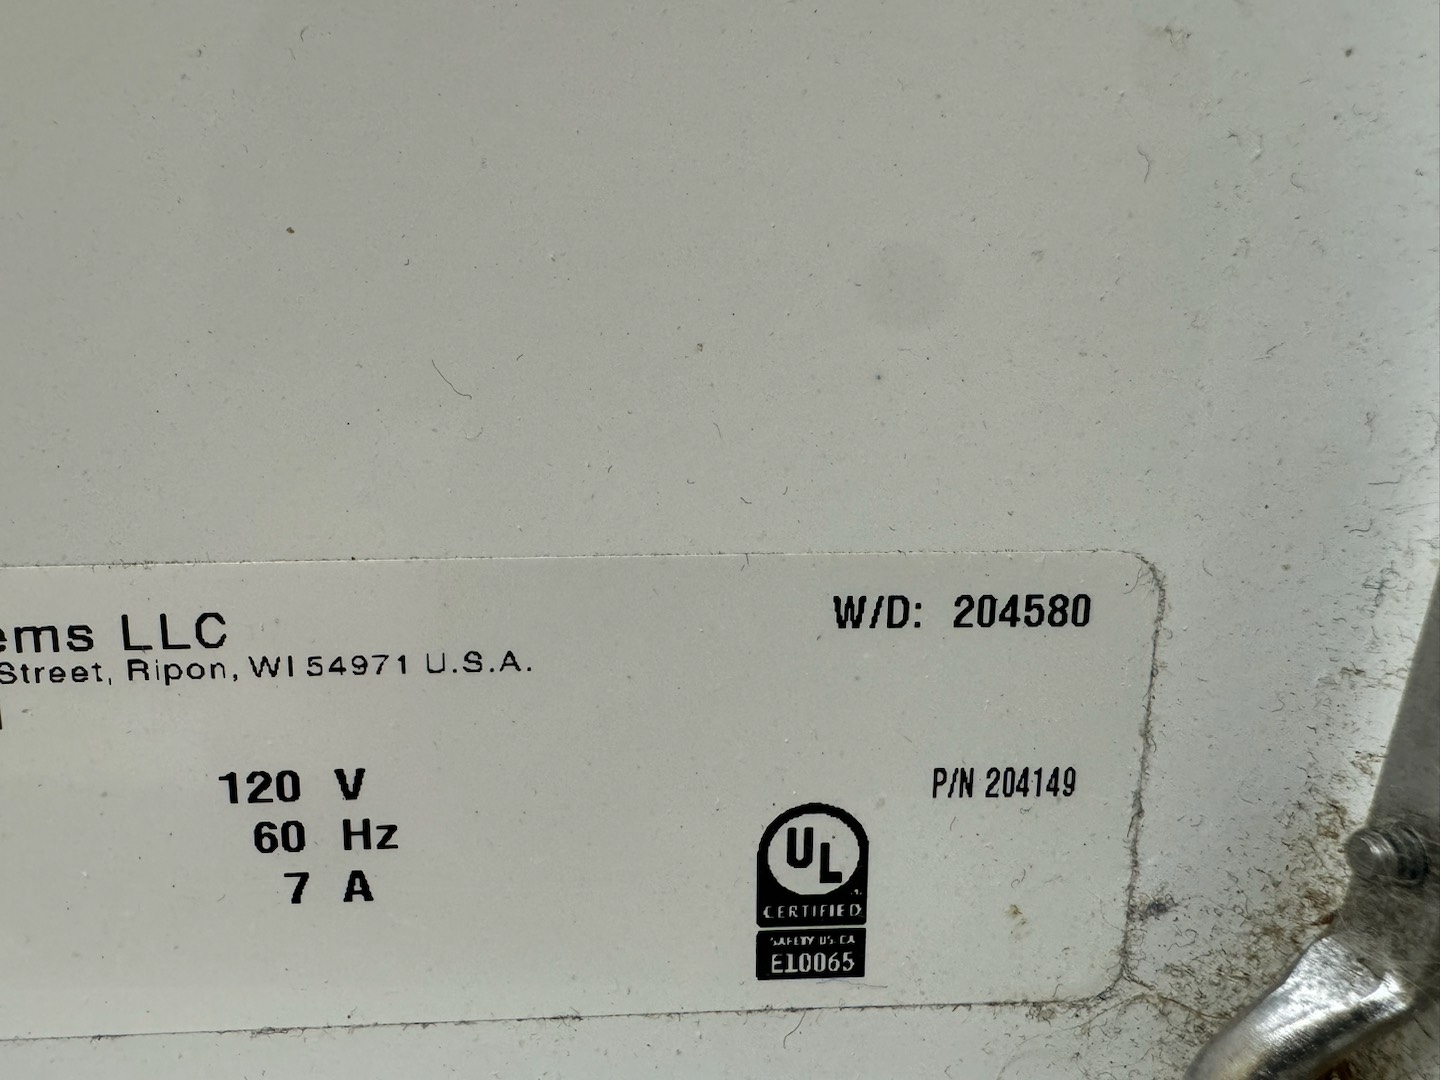 ems LLC
Street, Ripon, WI 54971 U.S.A.
W/D: 204580
120 V
60 Hz
7 A
P/N 204149
UL
CERTIFIED
SAFETY US CA
E10065